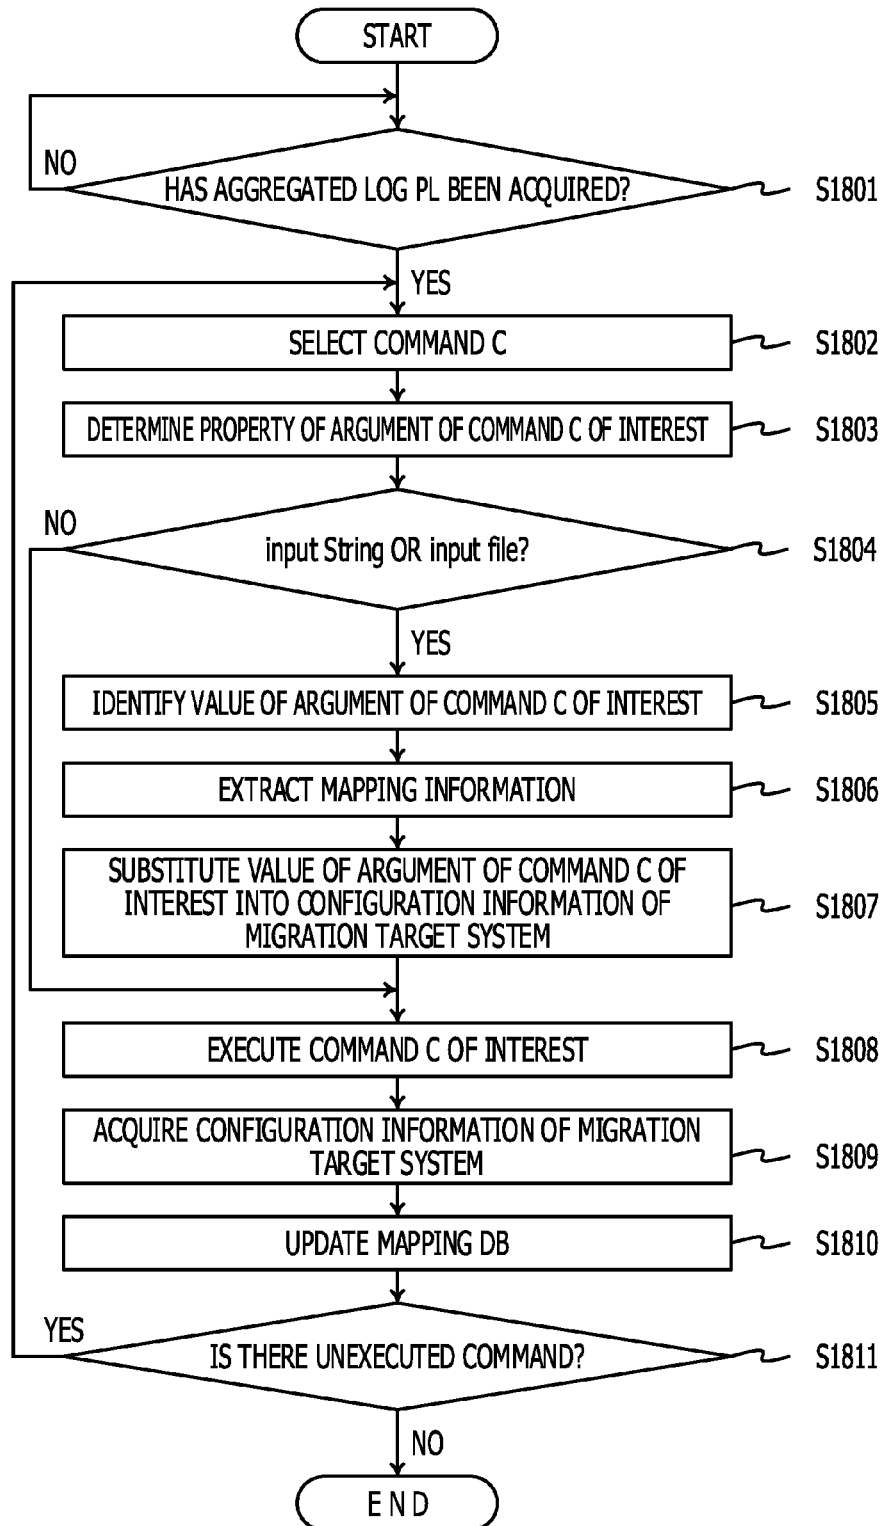 START
NO
HAS AGGREGATED LOG PL BEEN ACQUIRED?
S1801
YES
SELECT COMMAND C
S1802
DETERMINE PROPERTY OF ARGUMENT OF COMMAND C OF INTEREST
S1803
NO
input String OR input file?
S1804
YES
IDENTIFY VALUE OF ARGUMENT OF COMMAND C OF INTEREST
S1805
EXTRACT MAPPING INFORMATION
S1806
SUBSTITUTE VALUE OF ARGUMENT OF COMMAND C OF
INTEREST INTO CONFIGURATION INFORMATION OF
MIGRATION TARGET SYSTEM
S1807
EXECUTE COMMAND C OF INTEREST
S1808
ACQUIRE CONFIGURATION INFORMATION OF MIGRATION
TARGET SYSTEM
S1809
UPDATE MAPPING DB
S1810
YES
IS THERE UNEXECUTED COMMAND?
S1811
NO
END